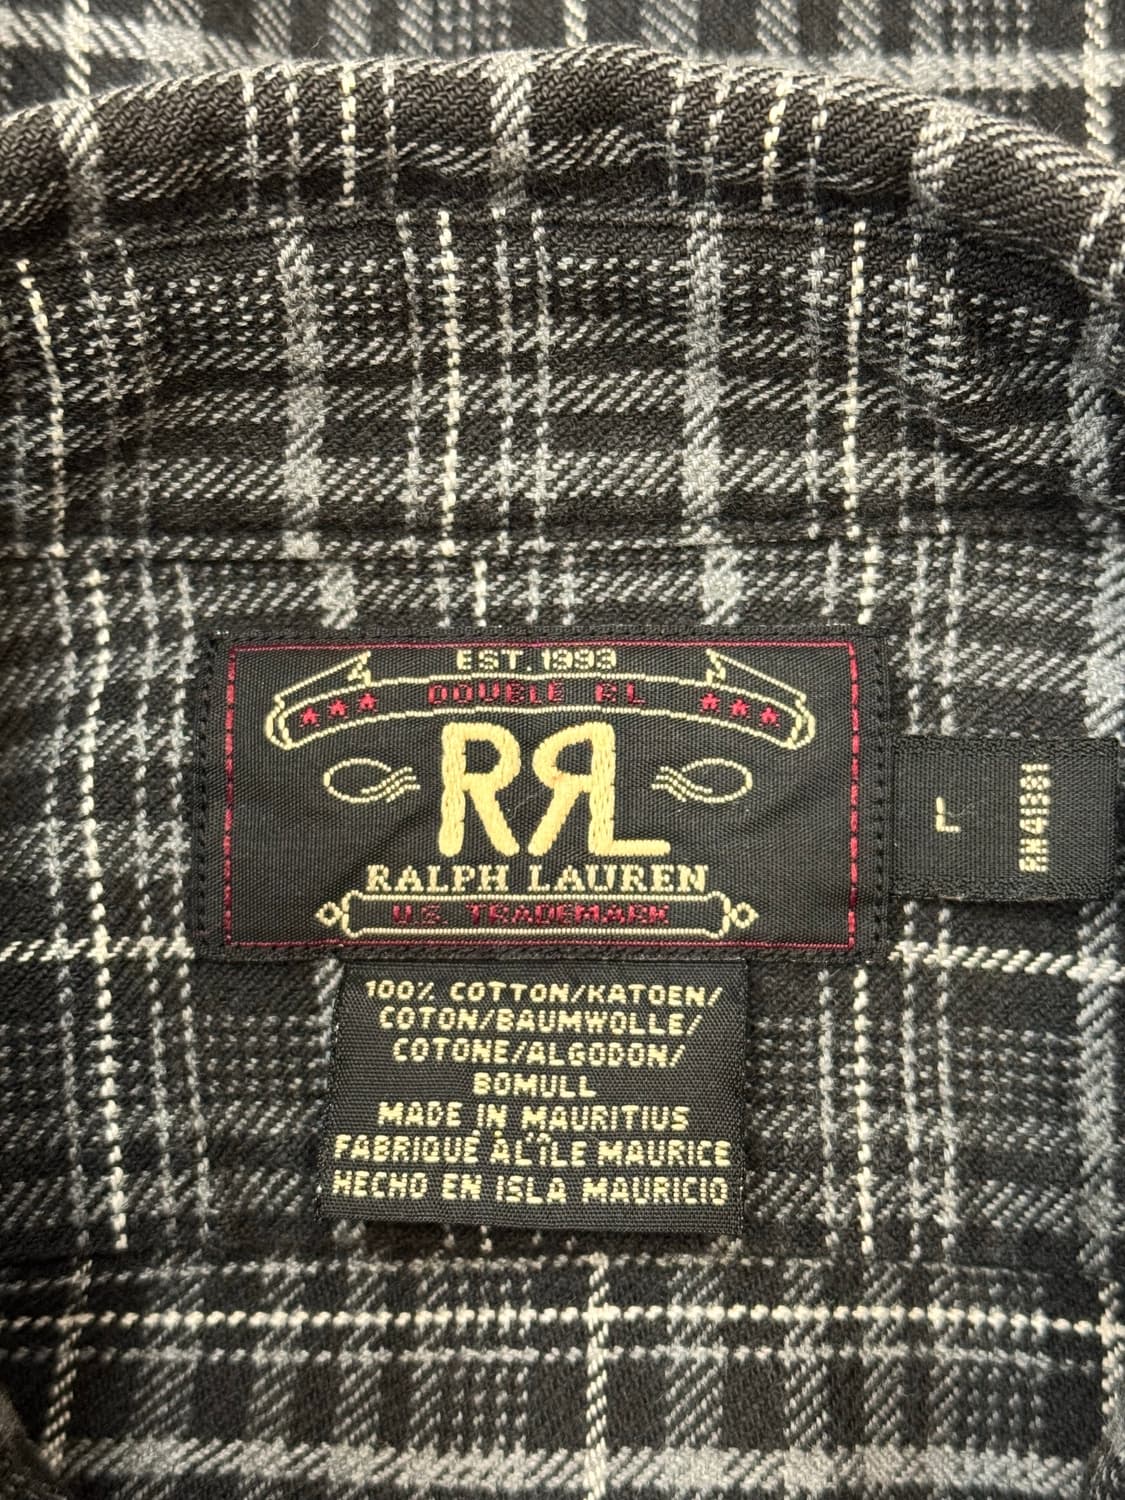 EST. 1993
DOUBLE RL
RRL
RALPH LAUREN
U.S. TRADEMARK
L
RN41381
100% COTTON/KATOEN/
COTON/BAUMWOLLE/
COTONE/ALGODON/
BOMULL
MADE IN MAURITIUS
FABRIQUÉ À L'ÎLE MAURICE
HECHO EN ISLA MAURICIO